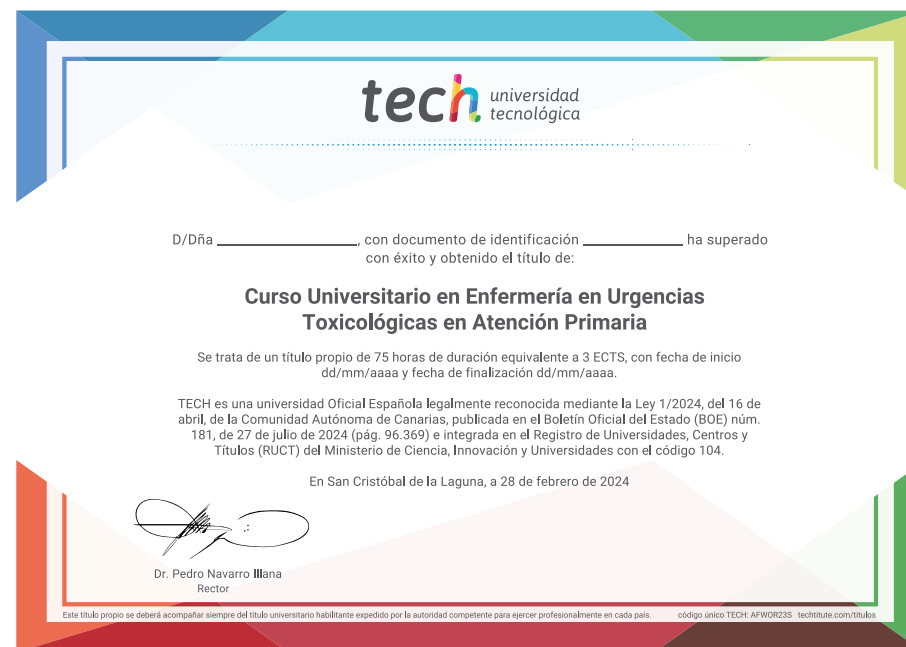 tech universidad
tecnológica
D/Dña ________________, con documento de identificación ____________ ha superado
con éxito y obtenido el título de:
Curso Universitario en Enfermería en Urgencias
Toxicológicas en Atención Primaria
Se trata de un título propio de 75 horas de duración equivalente a 3 ECTS, con fecha de inicio
dd/mm/aaaa y fecha de finalización dd/mm/aaaa.
TECH es una universidad Oficial Española legalmente reconocida mediante la Ley 1/2024, del 16 de
abril, de la Comunidad Autónoma de Canarias, publicada en el Boletín Oficial del Estado (BOE) núm.
181, de 27 de julio de 2024 (pág. 96.369) e integrada en el Registro de Universidades, Centros y
Títulos (RUCT) del Ministerio de Ciencia, Innovación y Universidades con el código 104.
En San Cristóbal de la Laguna, a 28 de febrero de 2024
Dr. Pedro Navarro Illana
Rector
Este título propio se deberá acompañar siempre del título universitario habilitante expedido por la autoridad competente para ejercer profesionalmente en cada país. código único TECH: AFWOR23S techtitute.com/titulos